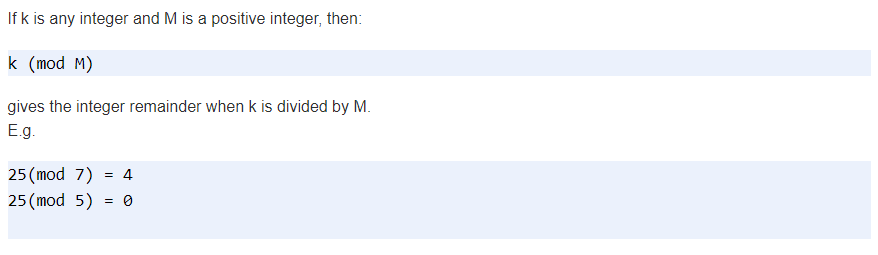 If k is any integer and M is a positive integer, then:
k (mod M)
gives the integer remainder when k is divided by M.
E.g.
25(mod 7) = 4
25(mod 5) = 0